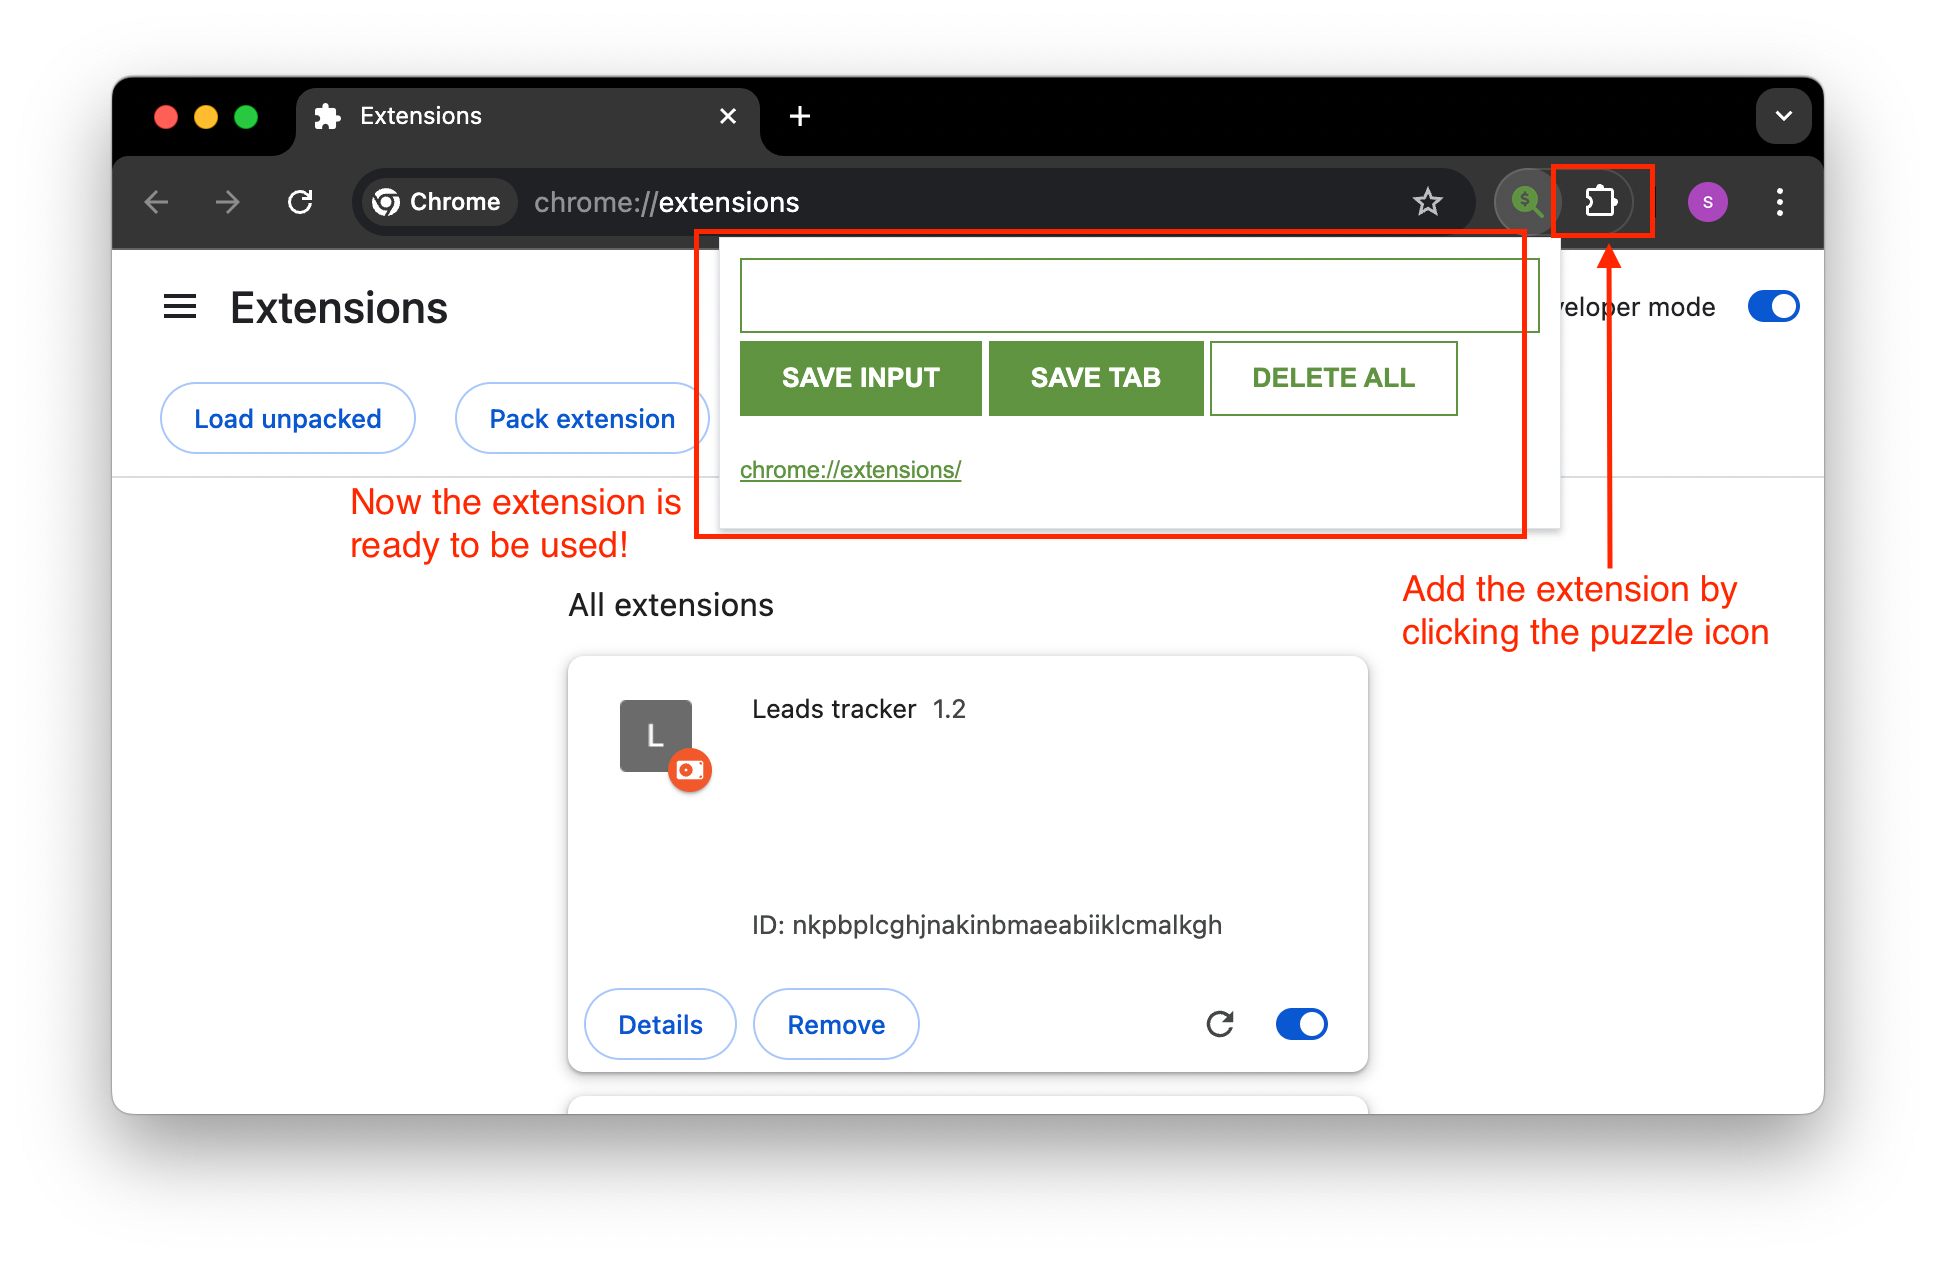 Extensions
Chrome chrome://extensions
$
S
Extensions
veloper mode
SAVE INPUT SAVE TAB DELETE ALL
Load unpacked Pack extension
chrome://extensions/
Now the extension is
ready to be used!
Add the extension by
clicking the puzzle icon
All extensions
L
Leads tracker 1.2
ID: nkpbplcghjnakinbmaeabiiklcmalkgh
Details Remove